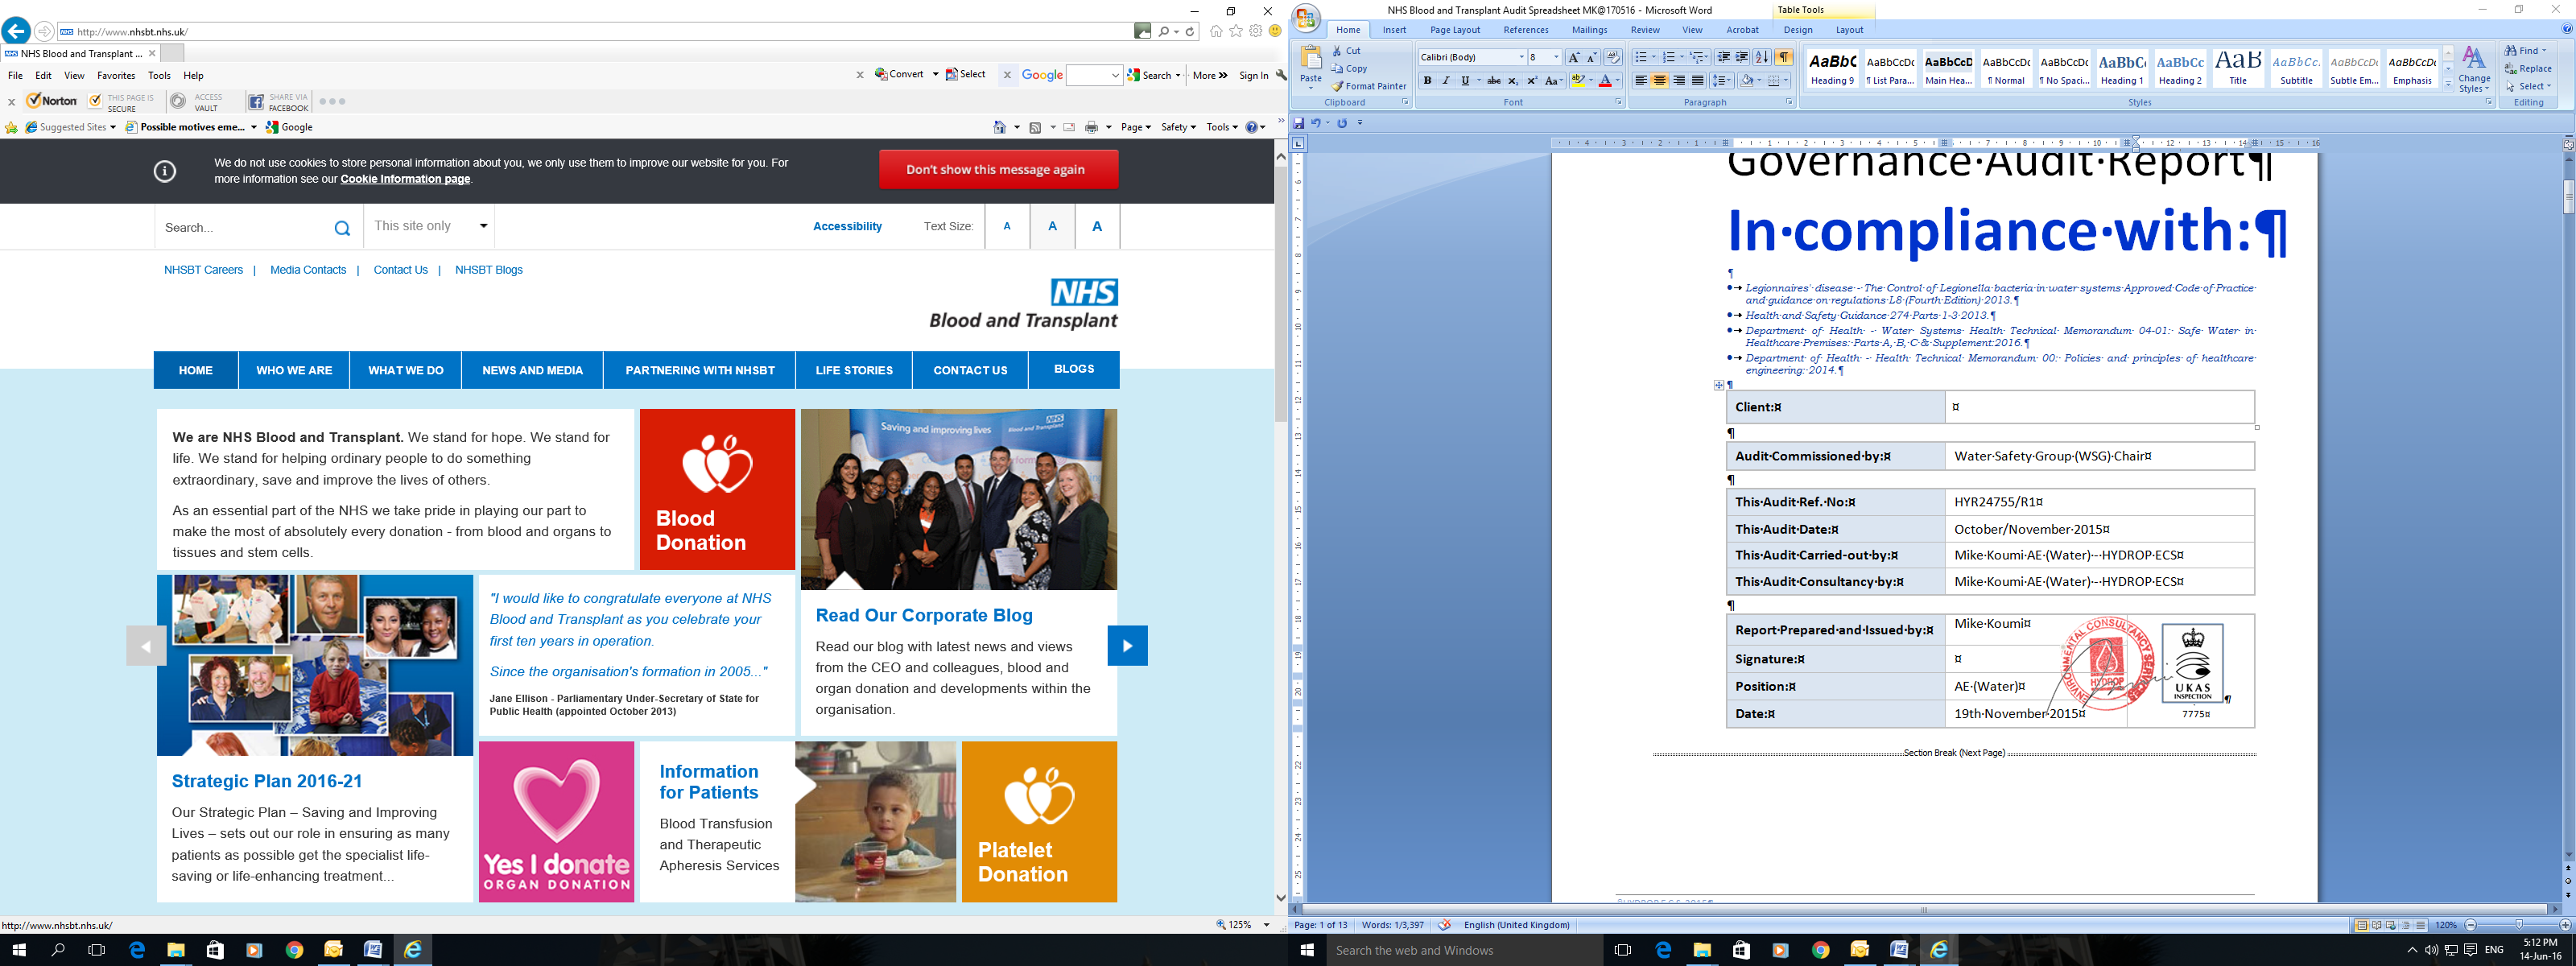 http://www.nhsbt.nhs.uk/
NHS Blood and Transplant ...
File Edit View Favorites Tools Help
Convert Select
Google Search More » Sign In
Norton THIS PAGE IS SECURE ACCESS VAULT SHARE VIA FACEBOOK
Suggested Sites Possible motives eme... Google
Page Safety Tools
We do not use cookies to store personal information about you, we only use them to improve our website for you. For
more information see our Cookie Information page.
Don't show this message again
Search... This site only Accessibility Text Size: A A A
NHSBT Careers | Media Contacts | Contact Us | NHSBT Blogs
NHS
Blood and Transplant
HOME WHO WE ARE WHAT WE DO NEWS AND MEDIA PARTNERING WITH NHSBT LIFE STORIES CONTACT US BLOGS
We are NHS Blood and Transplant. We stand for hope. We stand for
life. We stand for helping ordinary people to do something
extraordinary, save and improve the lives of others.
As an essential part of the NHS we take pride in playing our part to
make the most of absolutely every donation - from blood and organs to
tissues and stem cells.
Blood
Donation
Saving and improving lives
Blood and Transplant
"I would like to congratulate everyone at NHS
Blood and Transplant as you celebrate your
first ten years in operation.
Since the organisation's formation in 2005..."
Jane Ellison - Parliamentary Under-Secretary of State for
Public Health (appointed October 2013)
Read Our Corporate Blog
Read our blog with latest news and views
from the CEO and colleagues, blood and
organ donation and developments within the
organisation.
Strategic Plan 2016-21
Our Strategic Plan – Saving and Improving
Lives – sets out our role in ensuring as many
patients as possible get the specialist life-
saving or life-enhancing treatment...
Yes I donate
ORGAN DONATION
Information
for Patients
Blood Transfusion
and Therapeutic
Apheresis Services
Platelet
Donation
http://www.nhsbt.nhs.uk/
125%
NHS Blood and Transplant Audit Spreadsheet MK@170516 - Microsoft Word
Table Tools
Home Insert Page Layout References Mailings Review View Acrobat Design Layout
Paste Cut Copy Format Painter
Calibri (Body) 8
AaBbC AaBbCcDc AaBbCcD AaBbCcDc AaBbCcDc AaBbC AaBbCc AaB AaBbCc. AaBbCcDc AaBbCcDc
Heading 9 ¶ List Para... Main Hea... ¶ Normal ¶ No Spaci... Heading 1 Heading 2 Title Subtitle Subtle Em... Emphasis
Change Styles
Find Replace Select
Clipboard Font Paragraph Styles Editing
Governance·Audit·Report¶
In·compliance·with:¶
¶
Legionnaires'·disease·-·The·Control·of·Legionella·bacteria·in·water·systems·Approved·Code·of·Practice·
and·guidance·on·regulations·L8·(Fourth·Edition)·2013.¶
Health·and·Safety·Guidance·274·Parts·1-3·2013.¶
Department·of·Health·-·Water·Systems·Health·Technical·Memorandum·04-01:·Safe·Water·in·
Healthcare·Premises:·Parts·A,·B,·C·&·Supplement:2016.¶
Department·of·Health·-·Health·Technical·Memorandum·00:·Policies·and·principles·of·healthcare·
engineering:·2014.¶
¶
Client:¤ ¤
¶
Audit·Commissioned·by:¤ Water·Safety·Group·(WSG)·Chair¤
¶
This·Audit·Ref.·No:¤ HYR24755/R1¤
This·Audit·Date:¤ October/November·2015¤
This·Audit·Carried-out·by:¤ Mike·Koumi·AE·(Water)·-·HYDROP·ECS¤
This·Audit·Consultancy·by:¤ Mike·Koumi·AE·(Water)·-·HYDROP·ECS¤
¶
Report·Prepared·and·Issued·by:¤ Mike·Koumi¤
Signature:¤ ¤
Position:¤ AE·(Water)¤
Date:¤ 19th·November·2015¤
ENVIRONMENTAL CONSULTANCY SERVICES
HYDROP
UKAS
INSPECTION
¶
7775¤
Section Break (Next Page)
©HYDROP E.C.S. 2015¶
Page: 1 of 13 Words: 1/3,397 English (United Kingdom) 120%
Search the web and Windows
ENG 5:12 PM
14-Jun-16